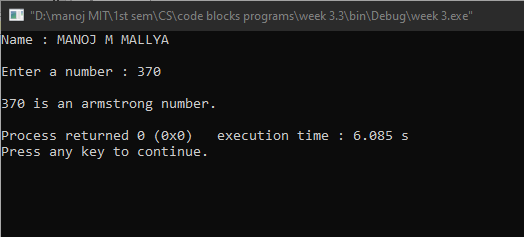 "D:\manoj MIT\1st sem\CS\code blocks programs\week 3.3\bin\Debug\week 3.exe"
Name : MANOJ M MALLYA
Enter a number : 370
370 is an armstrong number.
Process returned 0 (0x0)   execution time : 6.085 s
Press any key to continue.